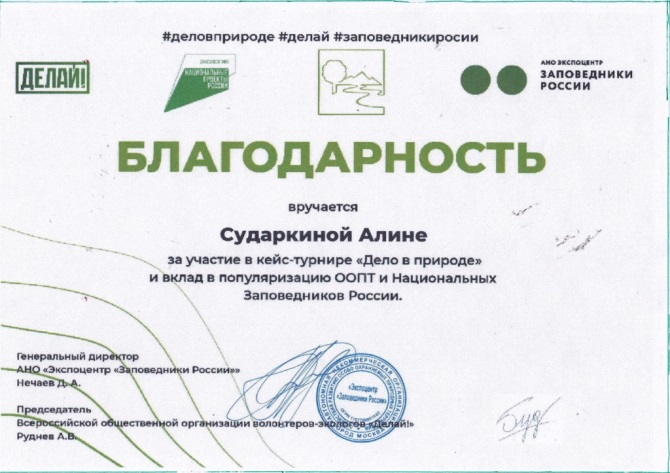 #деловприроде #делай #заповедникиросии
ДЕЛАЙ!
ЭКОЛОГИЯ
НАЦИОНАЛЬНЫЕ
ПРОЕКТЫ
РОССИИ
АНО ЭКСПОЦЕНТР
ЗАПОВЕДНИКИ
РОССИИ
БЛАГОДАРНОСТЬ
вручается
Сударкиной Алине
за участие в кейс-турнире «Дело в природе»
и вклад в популяризацию ООПТ и Национальных
Заповедников России.
Генеральный директор
АНО «Экспоцентр «Заповедники России»»
Нечаев Д. А.
Председатель
Всероссийской общественной организации волонтеров-экологов «Делай!»
Руднев А.В.
«Экспоцентр
«Заповедники России»